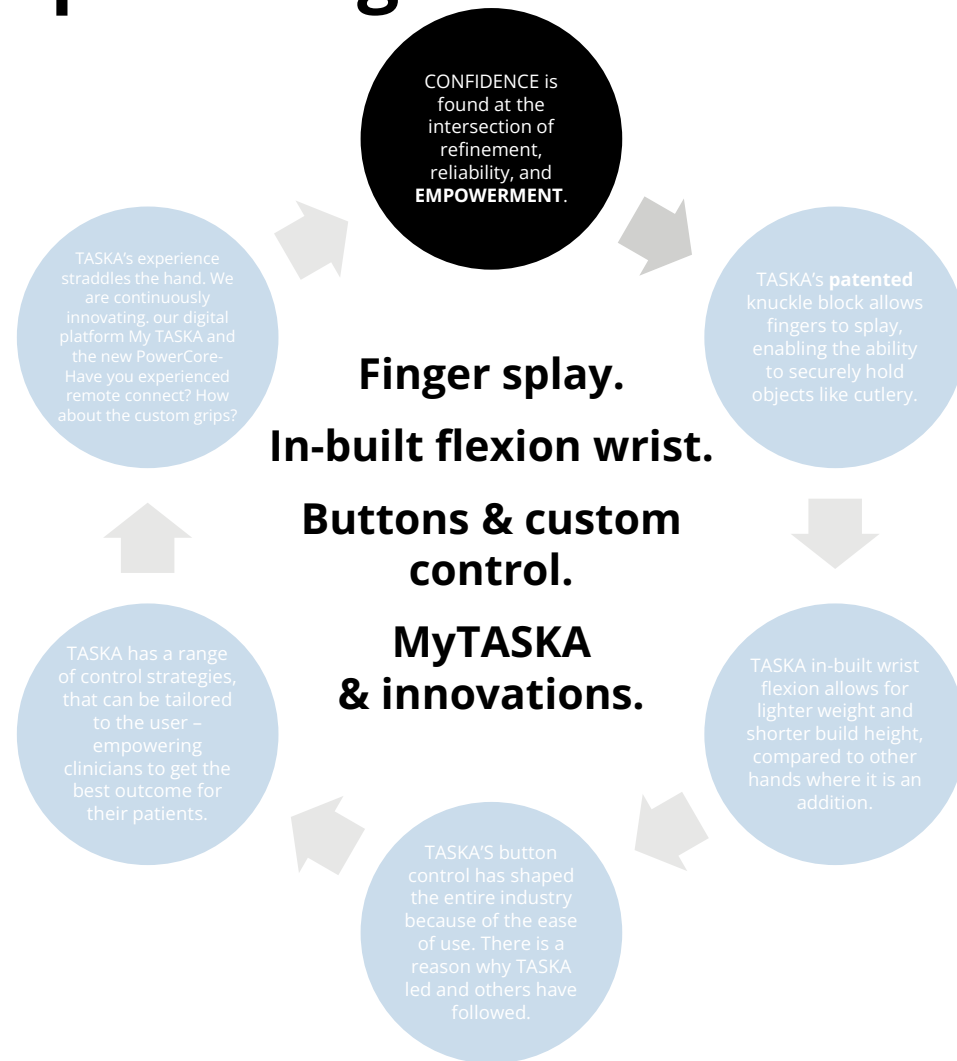 CONFIDENCE is
found at the
intersection of
refinement,
reliability, and
EMPOWERMENT.
TASKA's patented
knuckle block allows
fingers to splay,
enabling the ability
to securely hold
objects like cutlery.
TASKA in-built wrist
flexion allows for
lighter weight and
shorter build height,
compared to other
hands where it is an
addition.
TASKA'S button
control has shaped
the entire industry
because of the ease
of use. There is a
reason why TASKA
led and others have
followed.
TASKA has a range
of control strategies,
that can be tailored
to the user –
empowering
clinicians to get the
best outcome for
their patients.
TASKA's experience
straddles the hand. We
are continuously
innovating. our digital
platform My TASKA and
the new PowerCore-
Have you experienced
remote connect? How
about the custom grips?
Finger splay.
In-built flexion wrist.
Buttons & custom
control.
MyTASKA
& innovations.